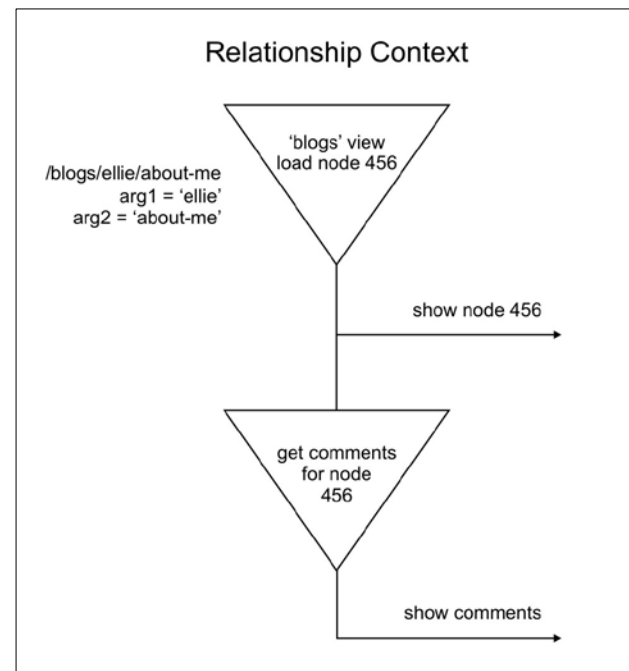 Relationship Context
‘blogs’ view
load node 456
/blogs/ellie/about-me
arg1 = ‘ellie’
arg2 = ‘about-me’
show node 456
get comments
for node
456
show comments